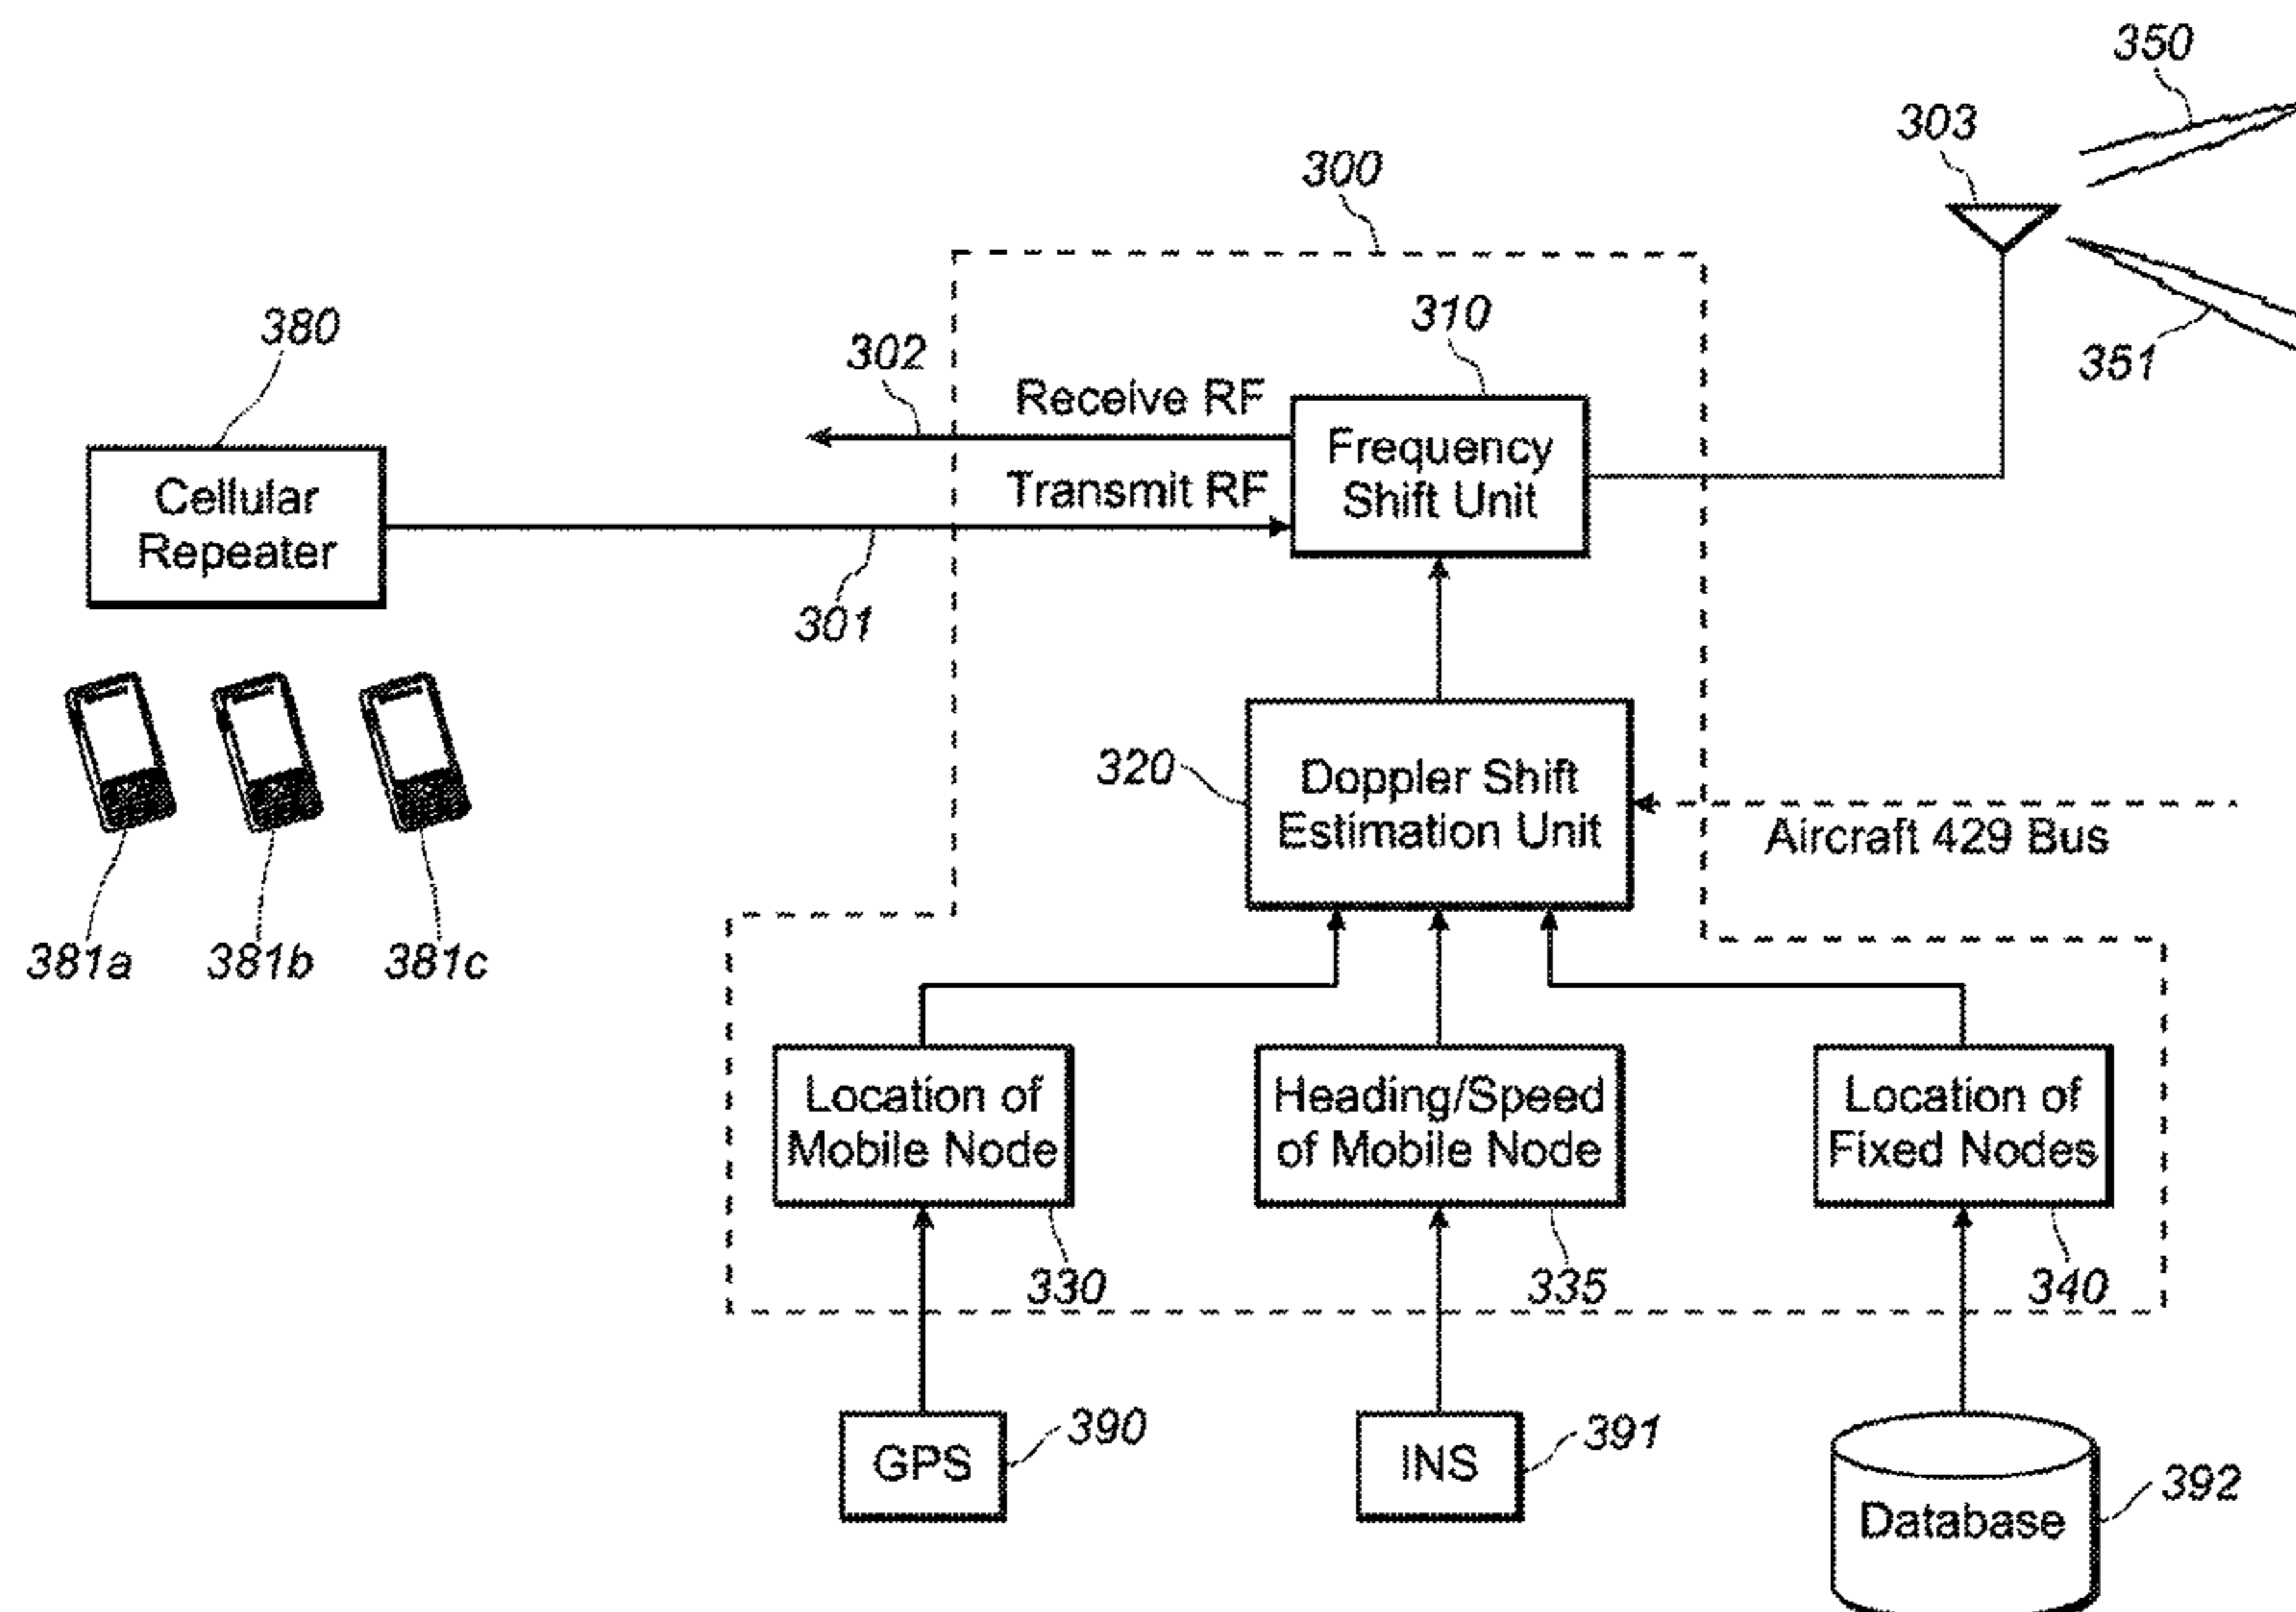 350
303
300
310
380
302
351
Receive RF
Frequency
Shift Unit
Cellular
Repeater
Transmit RF
301
320
Doppler Shift
Estimation Unit
Aircraft 429 Bus
381a
381b
381c
Location of
Mobile Node
Heading/Speed
of Mobile Node
Location of
Fixed Nodes
330
335
340
GPS
390
INS
391
Database
392